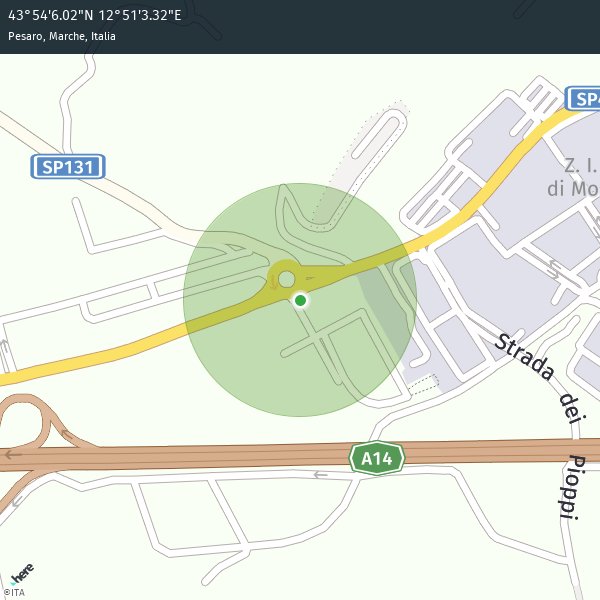 43°54'6.02"N 12°51'3.32"E
Pesaro, Marche, Italia
SP4
SP131
Z. I.
di Mo
Strada dei Pioppi
A14
here
©ITA